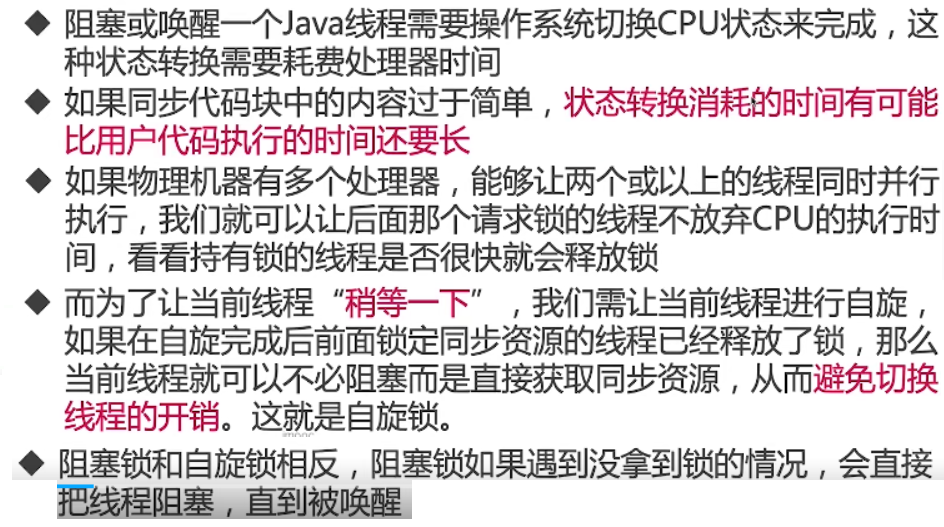 ◆ 阻塞或唤醒一个Java线程需要操作系统切换CPU状态来完成，这
种状态转换需要耗费处理器时间
◆ 如果同步代码块中的内容过于简单，状态转换消耗的时间有可能
比用户代码执行的时间还要长
◆ 如果物理机器有多个处理器，能够让两个或以上的线程同时并行
执行，我们就可以让后面那个请求锁的线程不放弃CPU的执行时
间，看看持有锁的线程是否很快就会释放锁
◆ 而为了让当前线程“稍等一下”，我们需让当前线程进行自旋，
如果在自旋完成后前面锁定同步资源的线程已经释放了锁，那么
当前线程就可以不必阻塞而是直接获取同步资源，从而避免切换
线程的开销。这就是自旋锁。
◆ 阻塞锁和自旋锁相反，阻塞锁如果遇到没拿到锁的情况，会直接
把线程阻塞，直到被唤醒